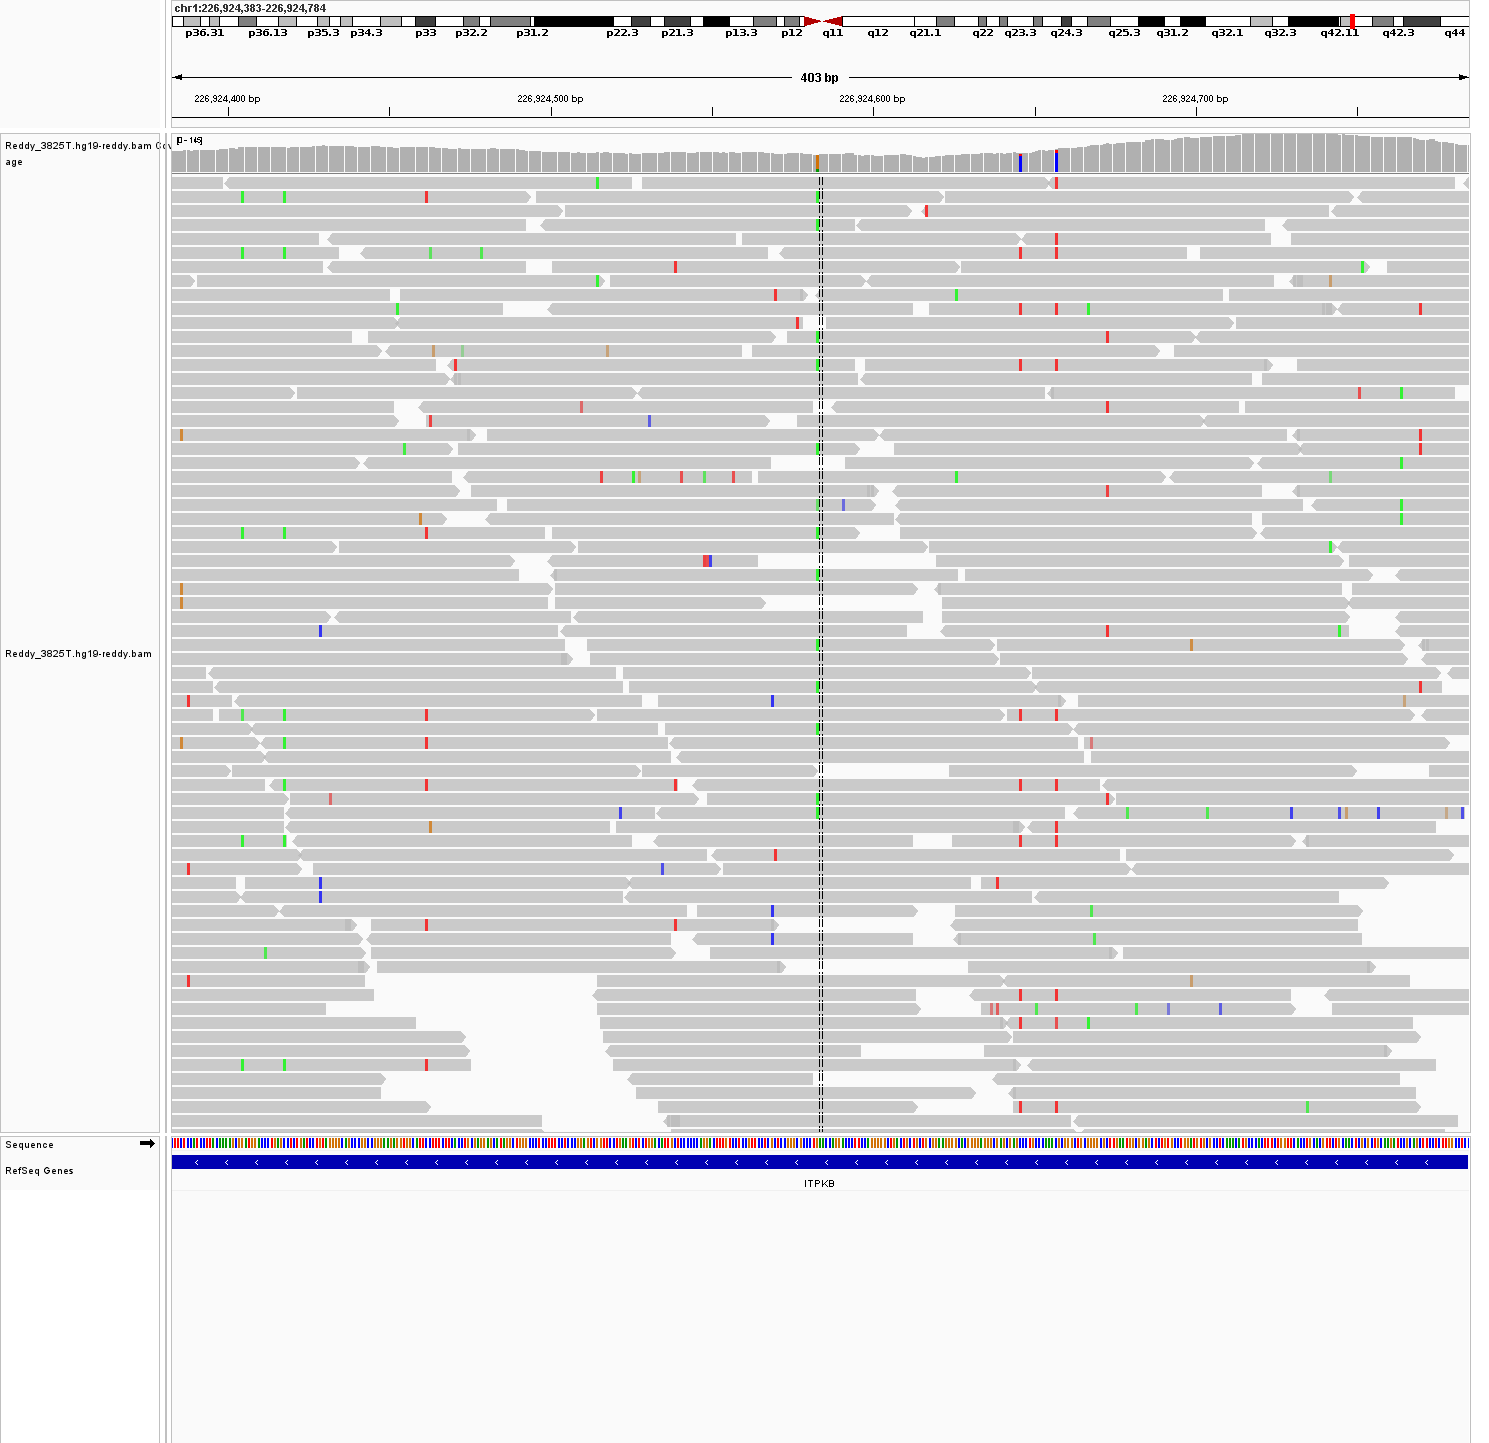 chr1:226,924,383-226,924,784
p36.31 p36.13 p35.3 p34.3 p33 p32.2 p31.2 p22.3 p21.3 p13.3 p12 q11 q12 q21.1 q22 q23.3 q24.3 q25.3 q31.2 q32.1 q32.3 q42.11 q42.3 q44
403 bp
226,924,400 bp 226,924,500 bp 226,924,600 bp 226,924,700 bp
[0 - 145]
Reddy_3825T.hg19-reddy.bam Cov
age
Reddy_3825T.hg19-reddy.bam
Sequence
RefSeq Genes
ITPKB